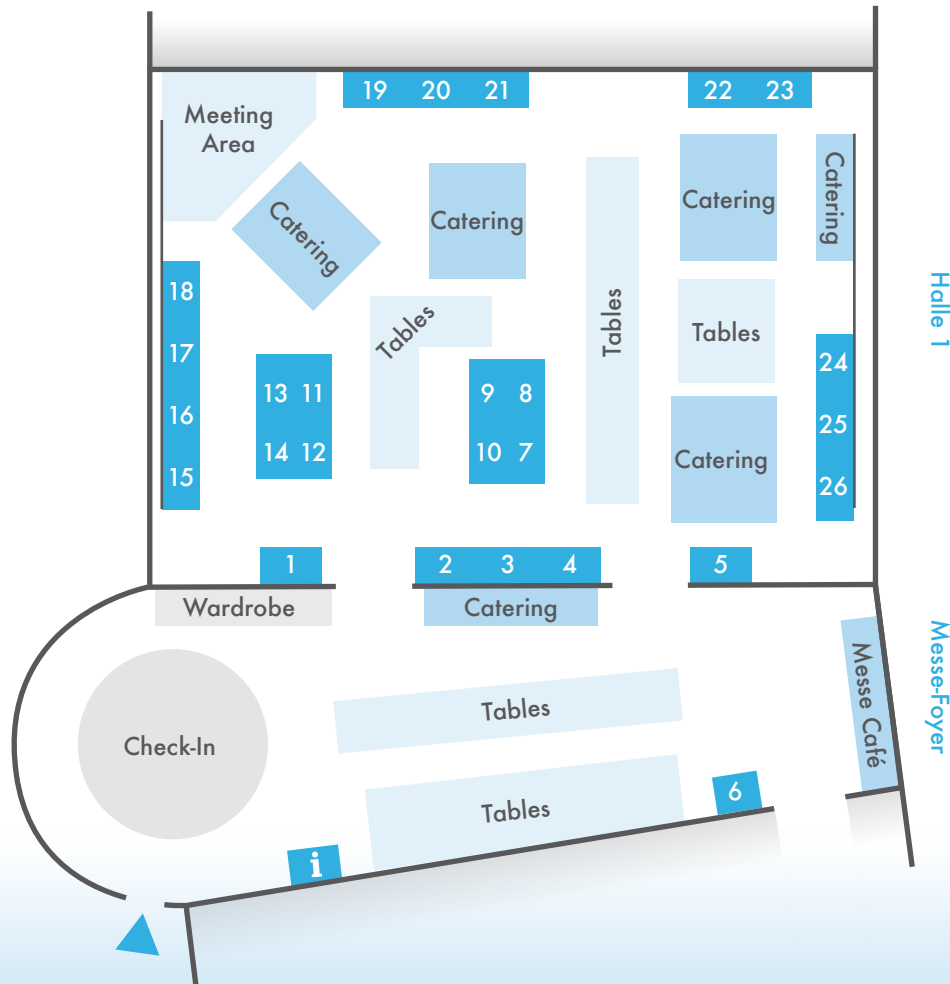 19 20 21
22 23
Meeting
Area
Catering
Catering
Catering
Catering
18
17
16
15
Tables
Tables
Tables
13 11
14 12
9 8
10 7
Catering
24
25
26
Halle 1
1
2 3 4
5
Wardrobe
Catering
Messe Café
Messe-Foyer
Check-In
Tables
Tables
6
i